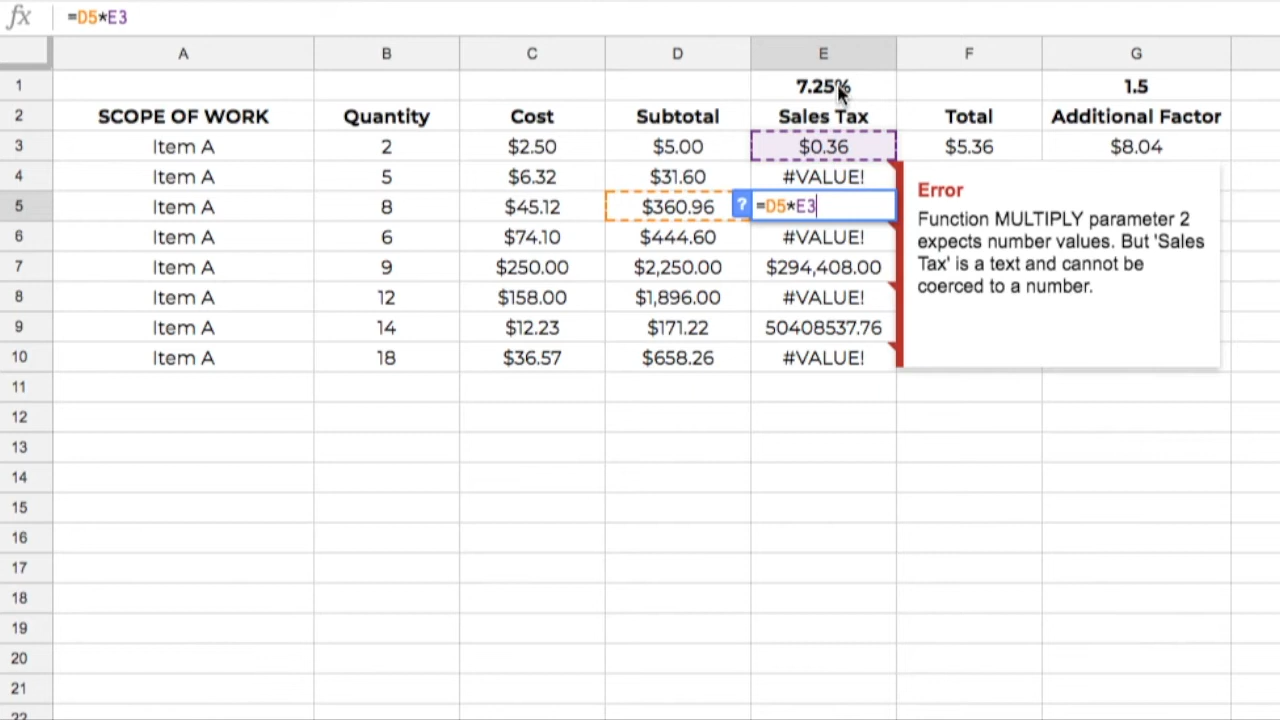 fx =D5*E3
A B C D E F G
1 7.25% 1.5
2 SCOPE OF WORK Quantity Cost Subtotal Sales Tax Total Additional Factor
3 Item A 2 $2.50 $5.00 $0.36 $5.36 $8.04
4 Item A 5 $6.32 $31.60 #VALUE!
5 Item A 8 $45.12 $360.96 ? =D5*E3
6 Item A 6 $74.10 $444.60 #VALUE!
7 Item A 9 $250.00 $2,250.00 $294,408.00
8 Item A 12 $158.00 $1,896.00 #VALUE!
9 Item A 14 $12.23 $171.22 50408537.76
10 Item A 18 $36.57 $658.26 #VALUE!
Error
Function MULTIPLY parameter 2
expects number values. But 'Sales
Tax' is a text and cannot be
coerced to a number.
11
12
13
14
15
16
17
18
19
20
21
22